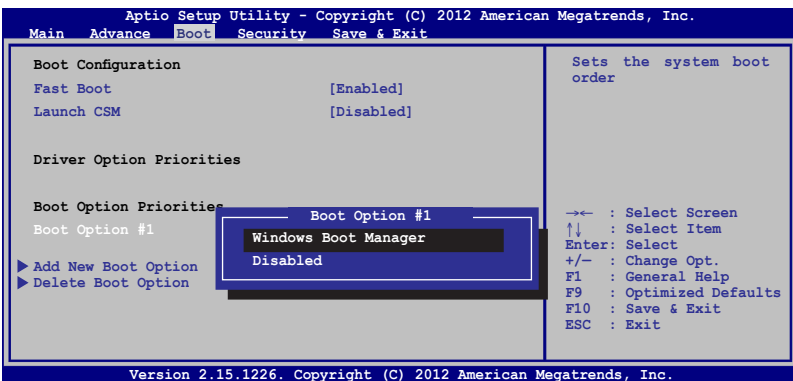 Aptio Setup Utility - Copyright (C) 2012 American Megatrends, Inc.
Main Advance Boot Security Save & Exit
Boot Configuration
Fast Boot [Enabled]
Launch CSM [Disabled]
Driver Option Priorities
Boot Option Priorities
Boot Option #1
Add New Boot Option
Delete Boot Option
Boot Option #1
Windows Boot Manager
Disabled
Sets the system boot
order
→← : Select Screen
↑↓ : Select Item
Enter: Select
+/— : Change Opt.
F1 : General Help
F9 : Optimized Defaults
F10 : Save & Exit
ESC : Exit
Version 2.15.1226. Copyright (C) 2012 American Megatrends, Inc.